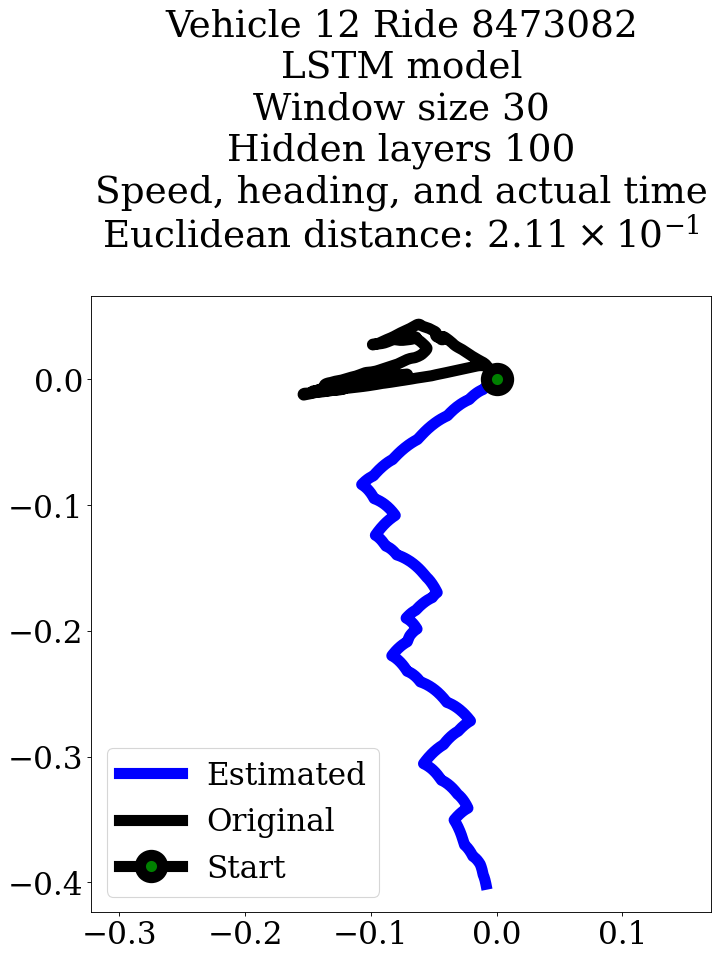 Vehicle 12 Ride 8473082
LSTM model
Window size 30
Hidden layers 100
Speed, heading, and actual time
Euclidean distance: 2.11 × 10⁻¹
0.0
−0.1
−0.2
−0.3
−0.4
Estimated
Original
Start
−0.3 −0.2 −0.1 0.0 0.1